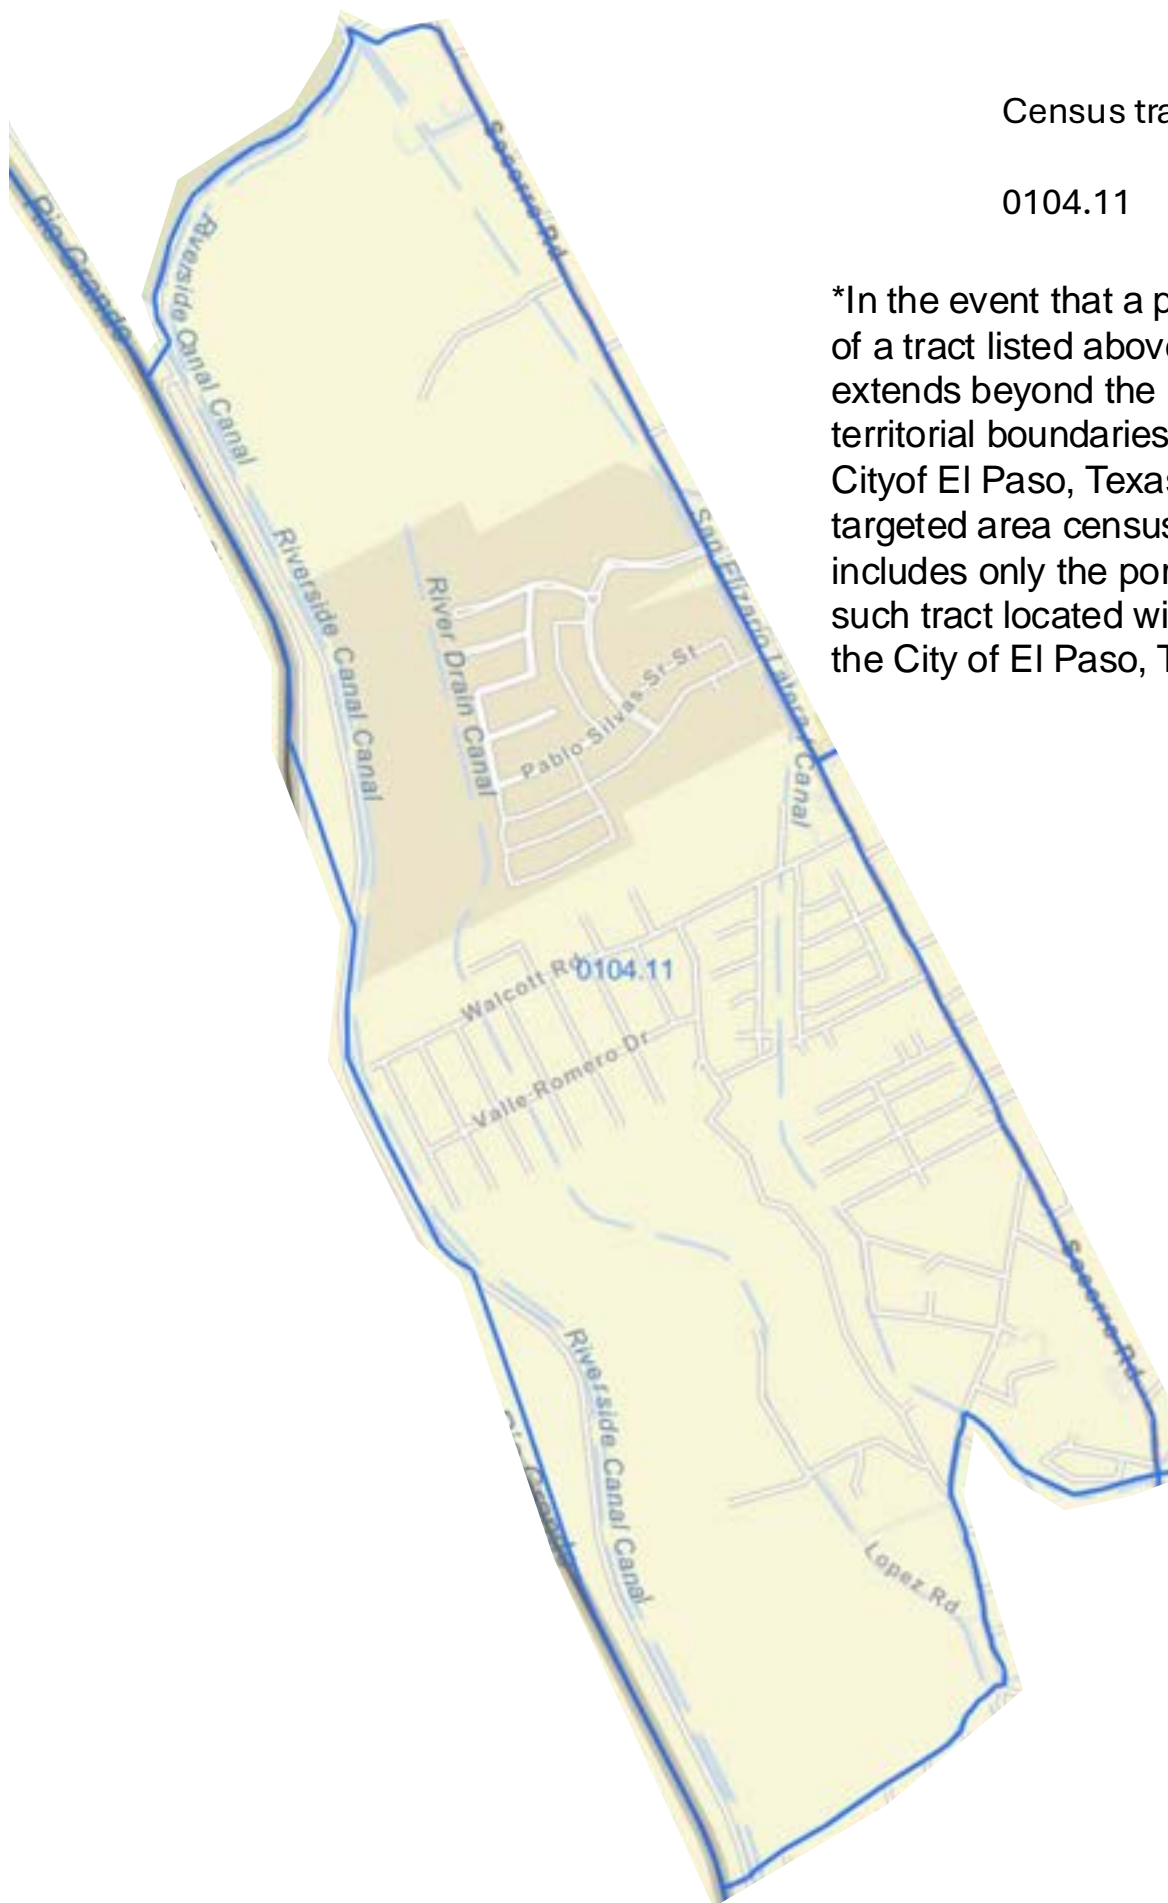 Census tra
0104.11
*In the event that a p
of a tract listed above
extends beyond the
territorial boundaries
Cityof El Paso, Texas
targeted area census
includes only the por
such tract located wi
the City of El Paso, T
Socorro Rd
Rio Grande
Riverside Canal Canal
San Elizario Lateral Canal
Riverside Canal Canal
River Drain Canal
Pablo Silvas Sr St
Walcott Rd
0104.11
Valle Romero Dr
Socorro Rd
Riverside Canal Canal
Rio Grande
Lopez Rd